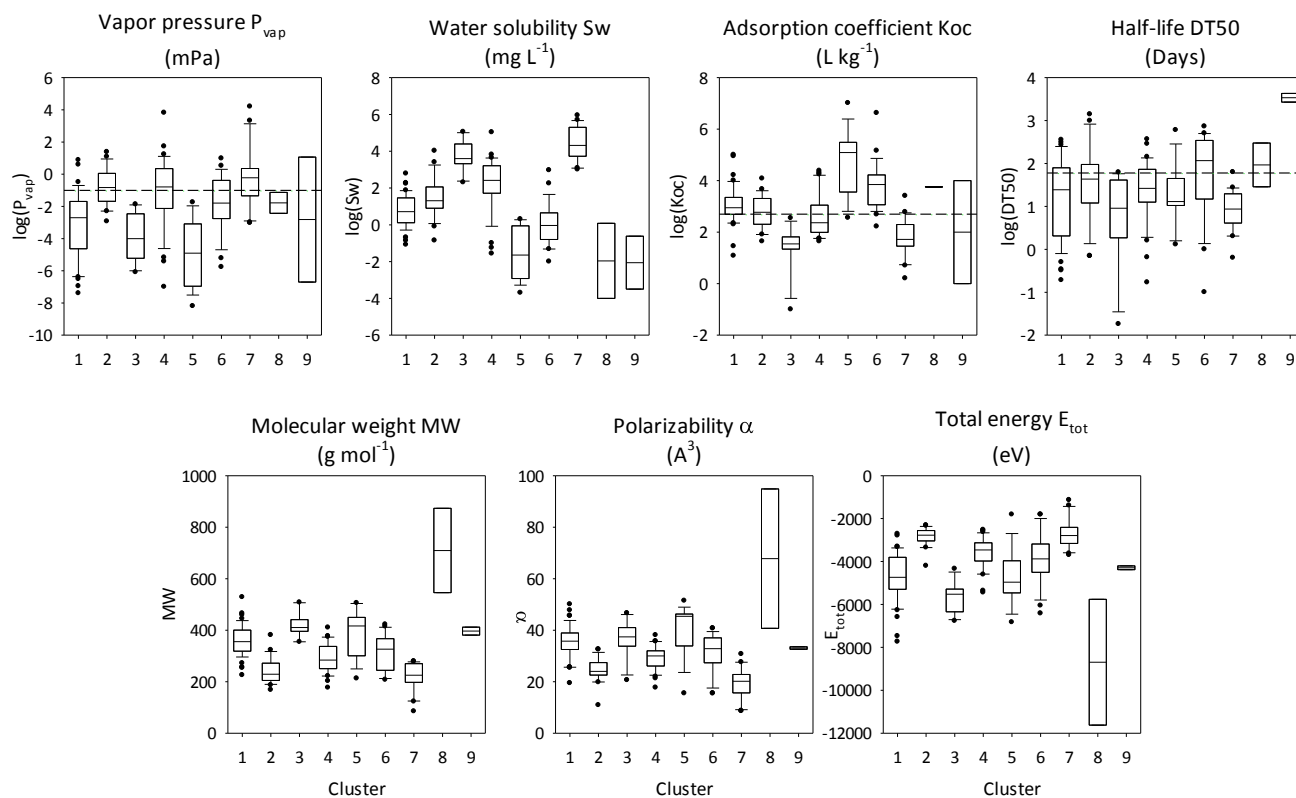 Vapor pressure Pvap
(mPa)
Water solubility Sw
(mg L-1)
Adsorption coefficient Koc
(L kg-1)
Half-life DT50
(Days)
log(Pvap)
6
4
2
0
-2
-4
-6
-8
-10
1 2 3 4 5 6 7 8 9
log(Sw)
8
6
4
2
0
-2
-4
-6
1 2 3 4 5 6 7 8 9
log(Koc)
8
6
4
2
0
-2
1 2 3 4 5 6 7 8 9
log(DT50)
4
3
2
1
0
-1
-2
1 2 3 4 5 6 7 8 9
Molecular weight MW
(g mol-1)
Polarizability α
(A3)
Total energy Etot
(eV)
MW
1000
800
600
400
200
0
1 2 3 4 5 6 7 8 9
Cluster
α
100
80
60
40
20
0
1 2 3 4 5 6 7 8 9
Cluster
Etot
0
-2000
-4000
-6000
-8000
-10000
-12000
1 2 3 4 5 6 7 8 9
Cluster